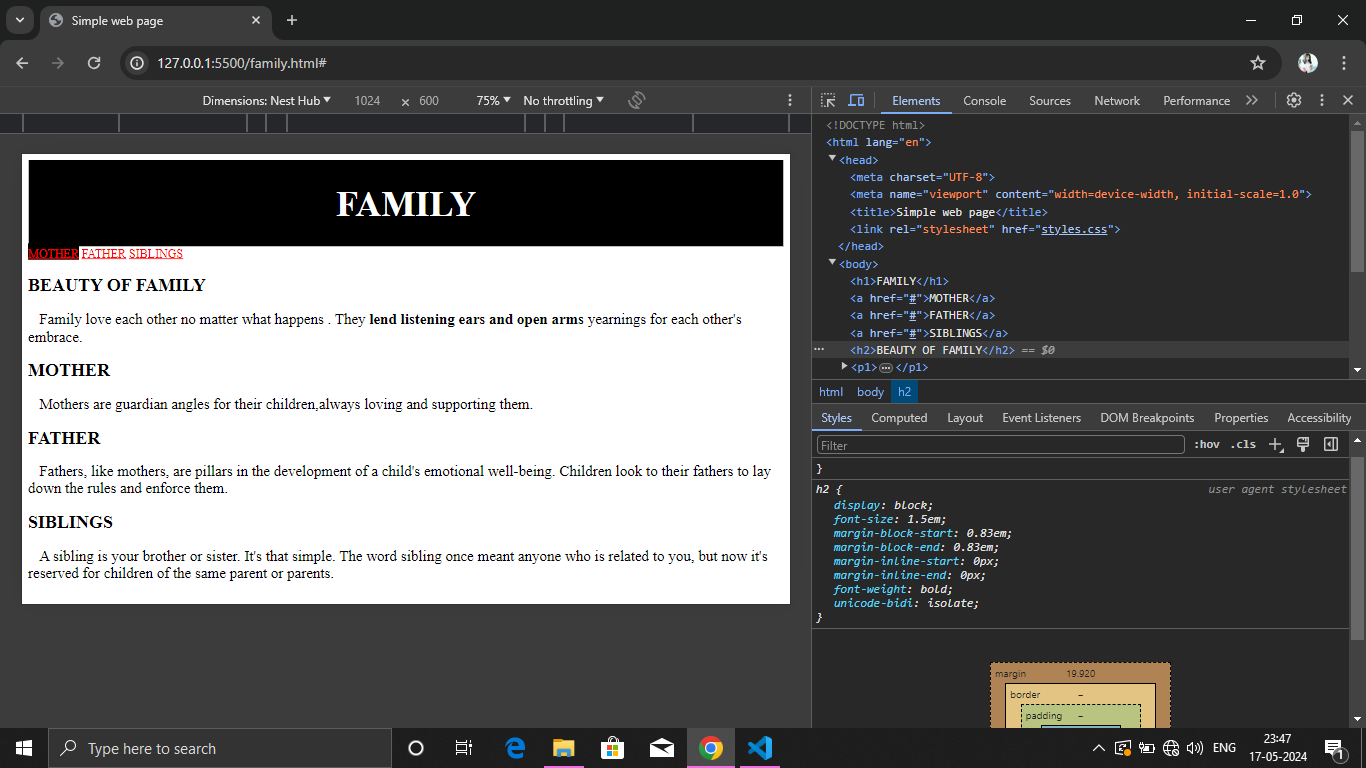 Simple web page
127.0.0.1:5500/family.html#
Dimensions: Nest Hub 1024 × 600 75% No throttling
Elements Console Sources Network Performance
FAMILY
MOTHER FATHER SIBLINGS
BEAUTY OF FAMILY
Family love each other no matter what happens . They lend listening ears and open arms yearnings for each other's
embrace.
MOTHER
Mothers are guardian angles for their children,always loving and supporting them.
FATHER
Fathers, like mothers, are pillars in the development of a child's emotional well-being. Children look to their fathers to lay
down the rules and enforce them.
SIBLINGS
A sibling is your brother or sister. It's that simple. The word sibling once meant anyone who is related to you, but now it's
reserved for children of the same parent or parents.
<!DOCTYPE html>
<html lang="en">
<head>
<meta charset="UTF-8">
<meta name="viewport" content="width=device-width, initial-scale=1.0">
<title>Simple web page</title>
<link rel="stylesheet" href="styles.css">
</head>
<body>
<h1>FAMILY</h1>
<a href="#">MOTHER</a>
<a href="#">FATHER</a>
<a href="#">SIBLINGS</a>
<h2>BEAUTY OF FAMILY</h2> == $0
<p1>…</p1>
html body h2
Styles Computed Layout Event Listeners DOM Breakpoints Properties Accessibility
Filter :hov .cls
}
h2 { user agent stylesheet
display: block;
font-size: 1.5em;
margin-block-start: 0.83em;
margin-block-end: 0.83em;
margin-inline-start: 0px;
margin-inline-end: 0px;
font-weight: bold;
unicode-bidi: isolate;
}
margin 19.920
border –
padding –
Type here to search
ENG
23:47
17-05-2024
1